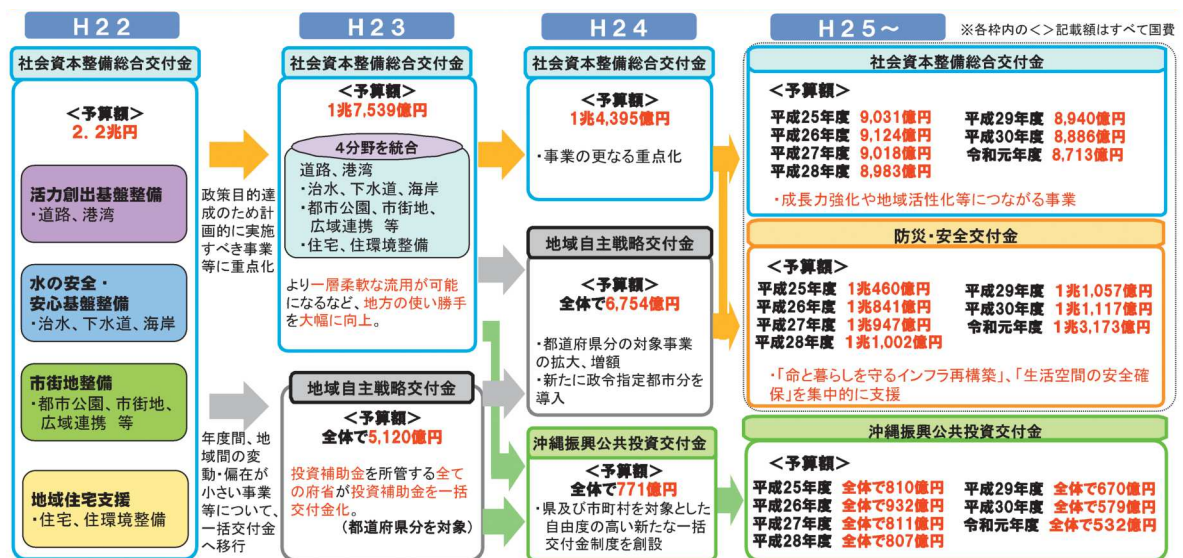 H22
社会資本整備総合交付金
＜予算額＞
2．2兆円
活力創出基盤整備
・道路、港湾
水の安全・
安心基盤整備
・治水、下水道、海岸
市街地整備
・都市公園、市街地、
広域連携 等
地域住宅支援
・住宅、住環境整備
政策目的達
成のため計
画的に実施
すべき事業
等に重点化
年度間、地
域間の変
動・偏在が
小さい事業
等について、
一括交付金
へ移行
H23
社会資本整備総合交付金
＜予算額＞
1兆7,539億円
4分野を統合
道路、港湾
・治水、下水道、海岸
・都市公園、市街地、
広域連携 等
・住宅、住環境整備
より一層柔軟な流用が可能
になるなど、地方の使い勝手
を大幅に向上。
地域自主戦略交付金
＜予算額＞
全体で5,120億円
投資補助金を所管する全て
の府省が投資補助金を一括
交付金化。
（都道府県分を対象）
H24
社会資本整備総合交付金
＜予算額＞
1兆4,395億円
・事業の更なる重点化
地域自主戦略交付金
＜予算額＞
全体で6,754億円
・都道府県分の対象事業
の拡大、増額
・新たに政令指定都市分を
導入
沖縄振興公共投資交付金
＜予算額＞
全体で771億円
・県及び市町村を対象とした
自由度の高い新たな一括
交付金制度を創設
H25～
※各枠内の＜＞記載額はすべて国費
社会資本整備総合交付金
＜予算額＞
平成25年度 9,031億円
平成26年度 9,124億円
平成27年度 9,018億円
平成28年度 8,983億円
平成29年度 8,940億円
平成30年度 8,886億円
令和元年度 8,713億円
・成長力強化や地域活性化等につながる事業
防災・安全交付金
＜予算額＞
平成25年度 1兆460億円
平成26年度 1兆841億円
平成27年度 1兆947億円
平成28年度 1兆1,002億円
平成29年度 1兆1,057億円
平成30年度 1兆1,117億円
令和元年度 1兆3,173億円
・「命と暮らしを守るインフラ再構築」、「生活空間の安全確
保」を集中的に支援
沖縄振興公共投資交付金
＜予算額＞
平成25年度 全体で810億円
平成26年度 全体で932億円
平成27年度 全体で811億円
平成28年度 全体で807億円
平成29年度 全体で670億円
平成30年度 全体で579億円
令和元年度 全体で532億円